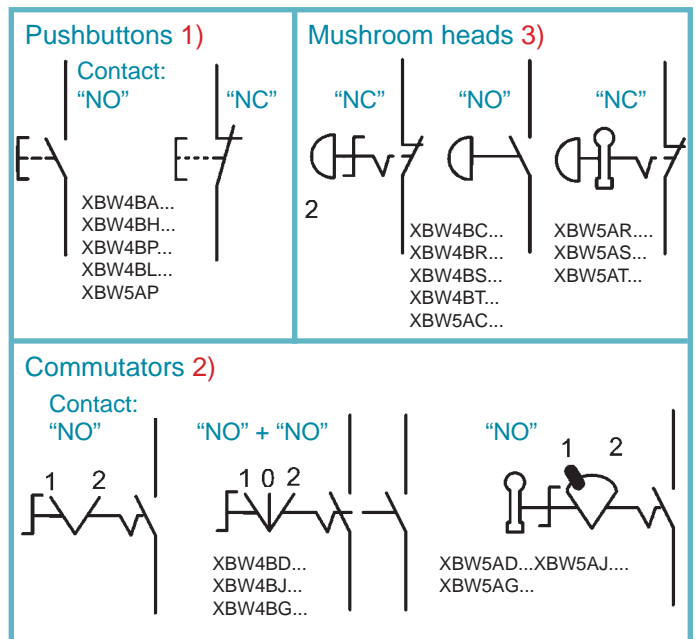 Pushbuttons 1)
Contact:
“NO”
“NC”
XBW4BA...
XBW4BH...
XBW4BP...
XBW4BL...
XBW5AP
Mushroom heads 3)
“NC”
“NO”
“NC”
2
XBW4BC...
XBW4BR...
XBW4BS...
XBW4BT...
XBW5AC...
XBW5AR....
XBW5AS...
XBW5AT...
Commutators 2)
Contact:
“NO”
“NO” + “NO”
“NO”
1 2
1 0 2
1 2
XBW4BD...
XBW4BJ...
XBW4BG...
XBW5AD...XBW5AJ....
XBW5AG...